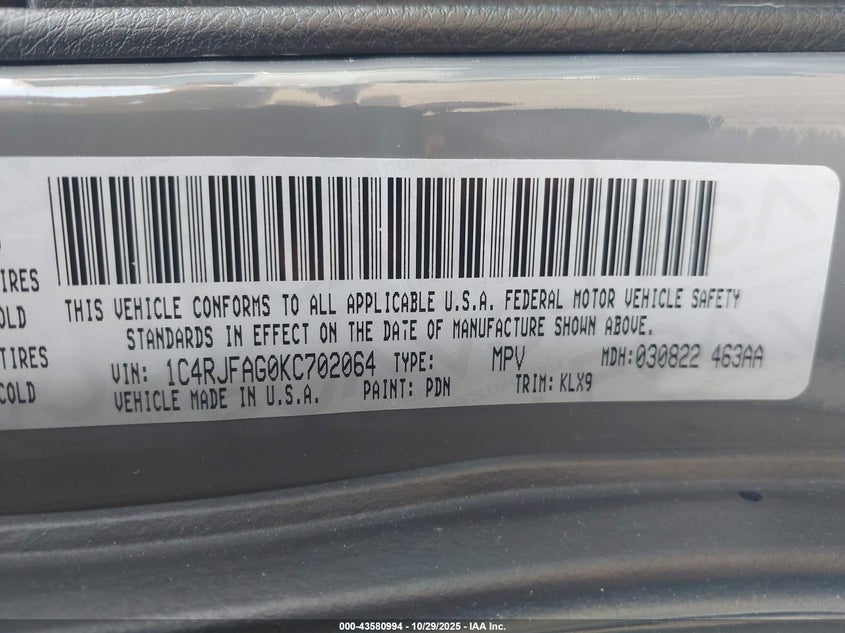 TIRES
COLD
TIRES
COLD
THIS VEHICLE CONFORMS TO ALL APPLICABLE U.S.A. FEDERAL MOTOR VEHICLE SAFETY
STANDARDS IN EFFECT ON THE DATE OF MANUFACTURE SHOWN ABOVE.
VIN: 1C4RJFAG0KC702064 TYPE: MPV MDH:030822 463AA
VEHICLE MADE IN U.S.A. PAINT: PDN TRIM: KLX9
000-43580994 · 10/29/2025 · IAA Inc.